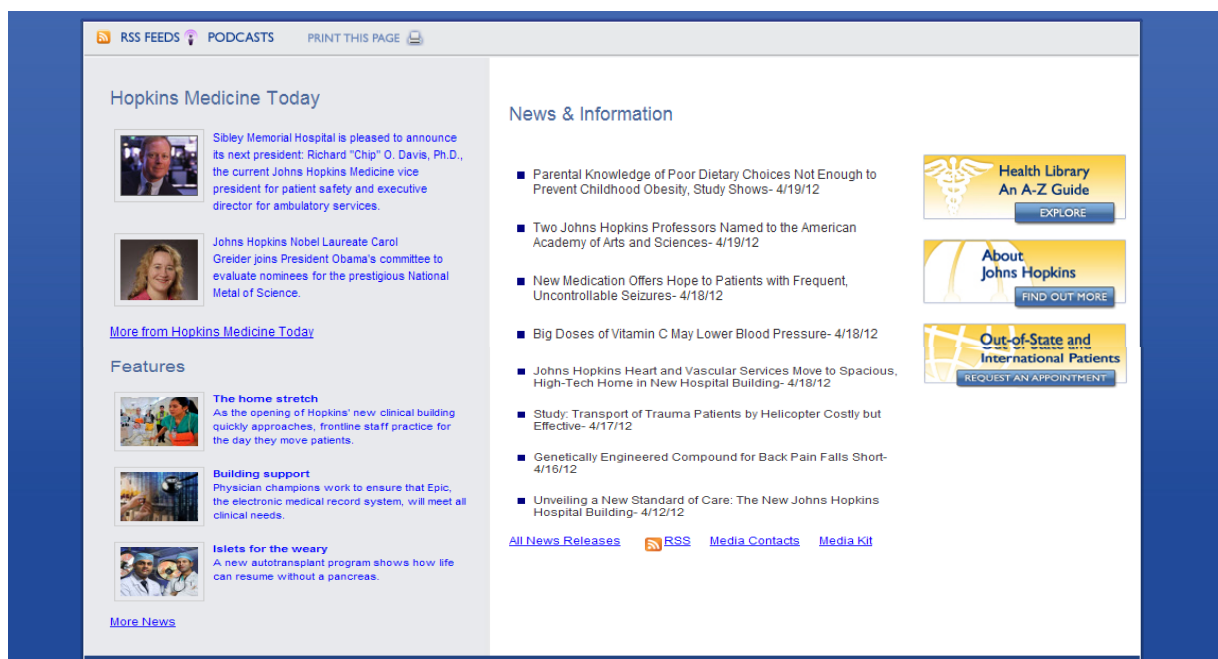 RSS FEEDS PODCASTS PRINT THIS PAGE
Hopkins Medicine Today
Sibley Memorial Hospital is pleased to announce
its next president: Richard "Chip" O. Davis, Ph.D.,
the current Johns Hopkins Medicine vice
president for patient safety and executive
director for ambulatory services.
Johns Hopkins Nobel Laureate Carol
Greider joins President Obama's committee to
evaluate nominees for the prestigious National
Metal of Science.
More from Hopkins Medicine Today
Features
The home stretch
As the opening of Hopkins' new clinical building
quickly approaches, frontline staff practice for
the day they move patients.
Building support
Physician champions work to ensure that Epic,
the electronic medical record system, will meet all
clinical needs.
Islets for the weary
A new autotransplant program shows how life
can resume without a pancreas.
More News
News & Information
Parental Knowledge of Poor Dietary Choices Not Enough to
Prevent Childhood Obesity, Study Shows- 4/19/12
Two Johns Hopkins Professors Named to the American
Academy of Arts and Sciences- 4/19/12
New Medication Offers Hope to Patients with Frequent,
Uncontrollable Seizures- 4/18/12
Big Doses of Vitamin C May Lower Blood Pressure- 4/18/12
Johns Hopkins Heart and Vascular Services Move to Spacious,
High-Tech Home in New Hospital Building- 4/18/12
Study: Transport of Trauma Patients by Helicopter Costly but
Effective- 4/17/12
Genetically Engineered Compound for Back Pain Falls Short-
4/16/12
Unveiling a New Standard of Care: The New Johns Hopkins
Hospital Building- 4/12/12
All News Releases RSS Media Contacts Media Kit
Health Library
An A-Z Guide
EXPLORE
About
Johns Hopkins
FIND OUT MORE
Out-of-State and
International Patients
REQUEST AN APPOINTMENT